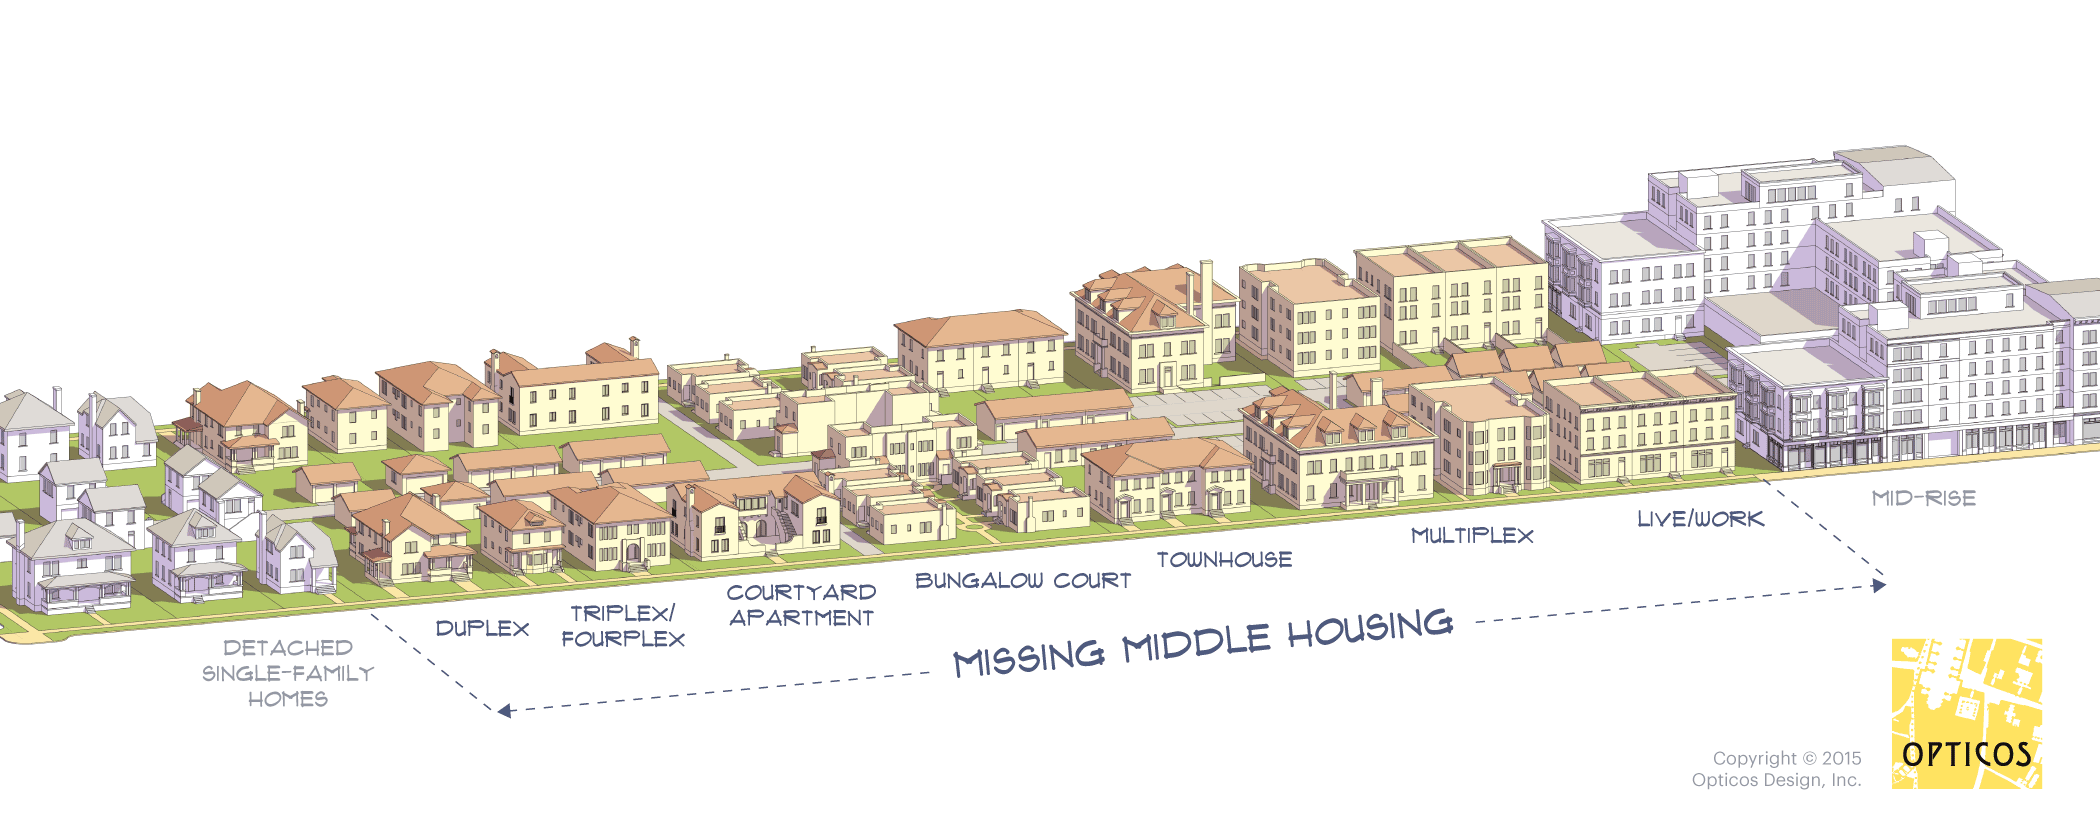 DETACHED
SINGLE-FAMILY
HOMES
DUPLEX
TRIPLEX/
FOURPLEX
COURTYARD
APARTMENT
BUNGALOW COURT
TOWNHOUSE
MULTIPLEX
LIVE/WORK
MID-RISE
MISSING MIDDLE HOUSING
Copyright © 2015
Opticos Design, Inc.
OPTICOS